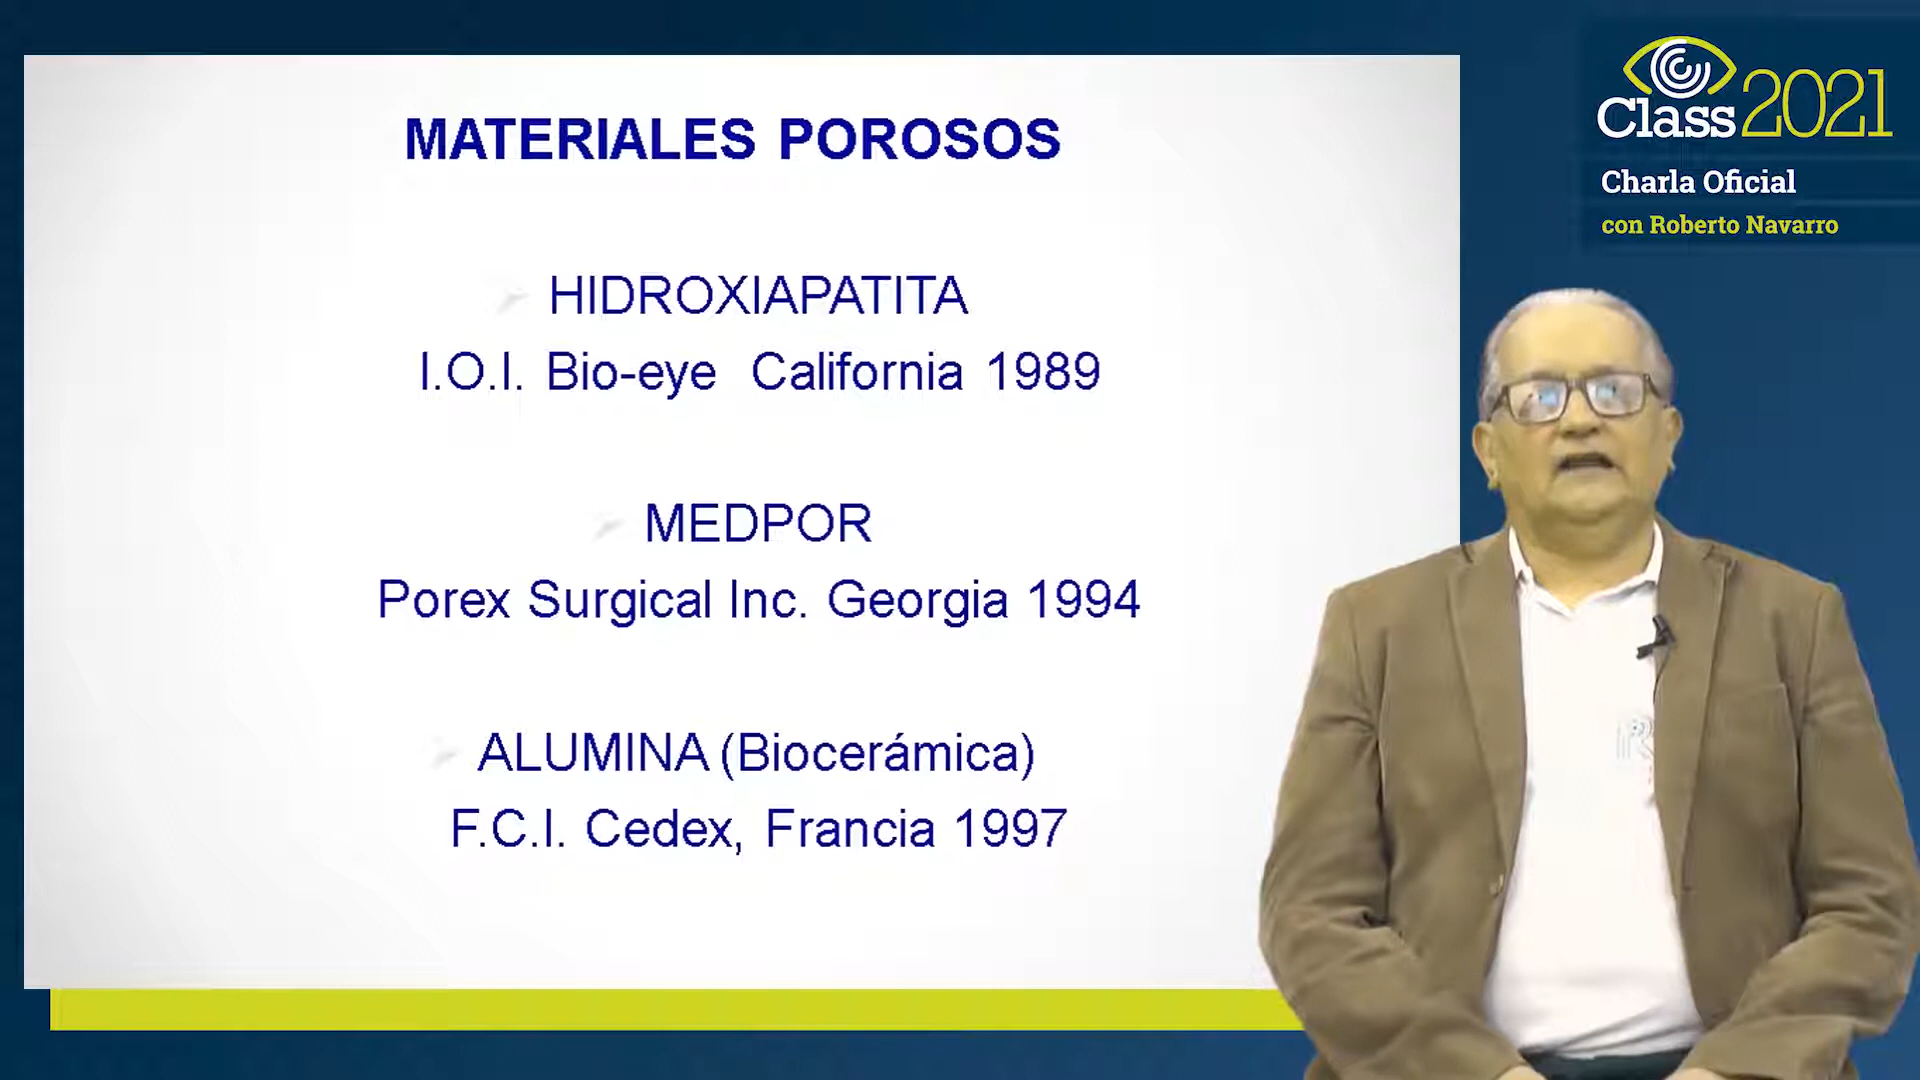 MATERIALES POROSOS
HIDROXIAPATITA
I.O.I. Bio-eye California 1989
MEDPOR
Porex Surgical Inc. Georgia 1994
ALUMINA (Biocerámica)
F.C.I. Cedex, Francia 1997
Class 2021
Charla Oficial
con Roberto Navarro